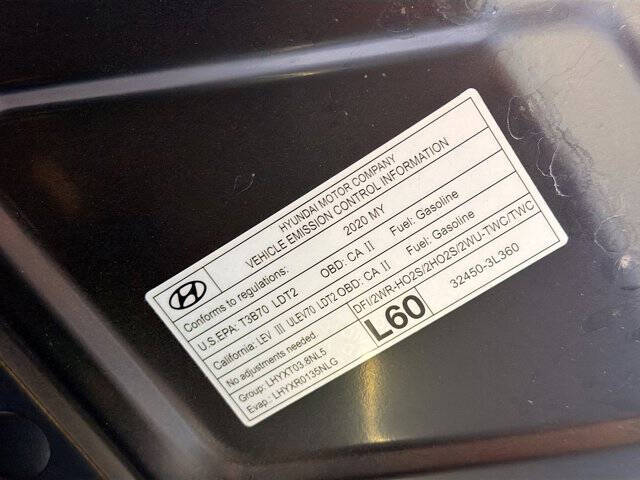 HYUNDAI MOTOR COMPANY
VEHICLE EMISSION CONTROL INFORMATION
Conforms to regulations: 2020 MY
U.S.EPA: T3B70 LDT2 OBD: CA II Fuel: Gasoline
California: LEV III ULEV70 LDT2 OBD: CA II Fuel: Gasoline
No adjustments needed DFI/2WR-HO2S/2HO2S/2WU-TWC/TWC
Group: LHYXT03.8NL5
Evap.: LHYXR0135NLG
L60
32450-3L360